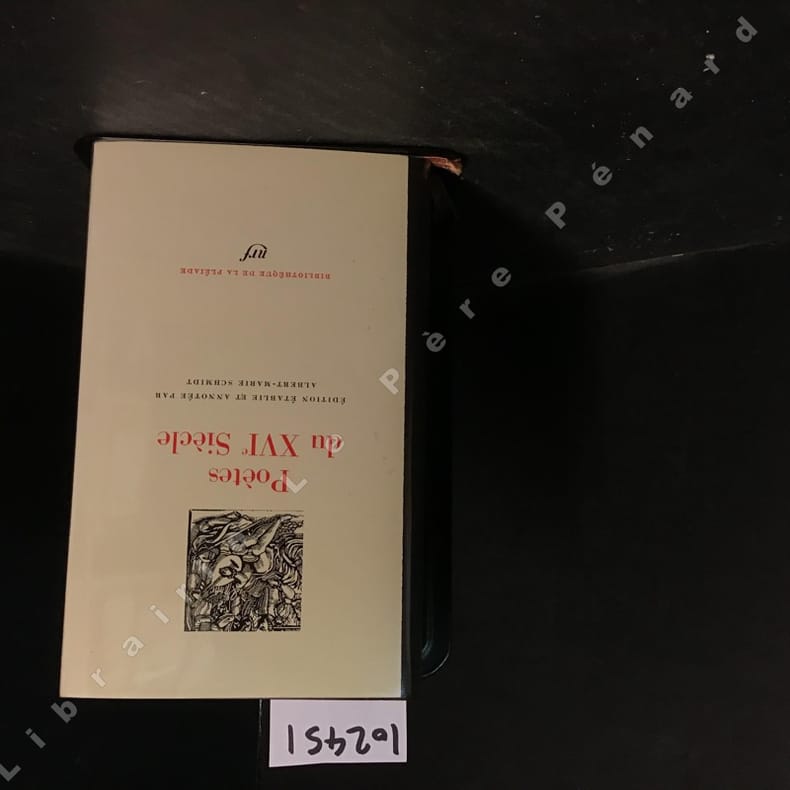 Poètes
du XVIe Siècle
ÉDITION ÉTABLIE ET ANNOTÉE PAR
ALBERT-MARIE SCHMIDT
BIBLIOTHÈQUE DE LA PLÉIADE
nrf
102451
Librairie Le Père Pénard